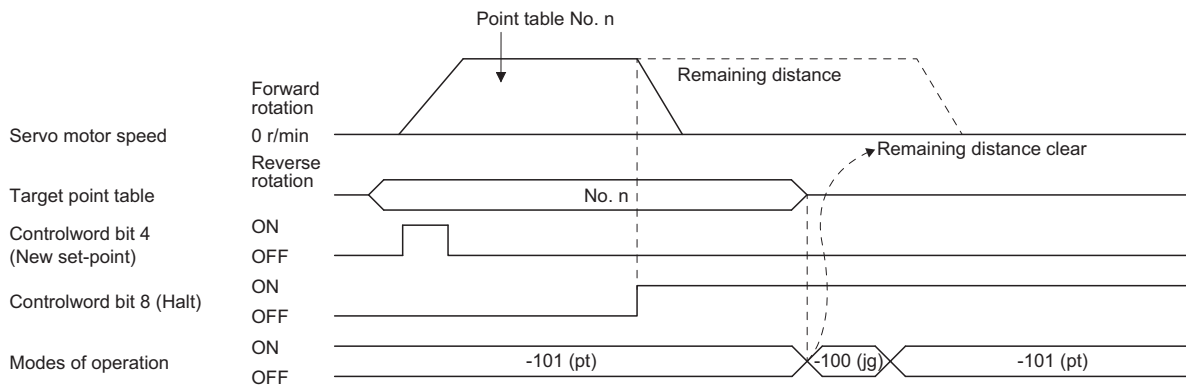 Point table No. n
Remaining distance
Forward
rotation
Servo motor speed
0 r/min
Remaining distance clear
Reverse
rotation
Target point table
No. n
Controlword bit 4
(New set-point)
ON
OFF
Controlword bit 8 (Halt)
ON
OFF
Modes of operation
ON
OFF
-101 (pt)
-100 (jg)
-101 (pt)